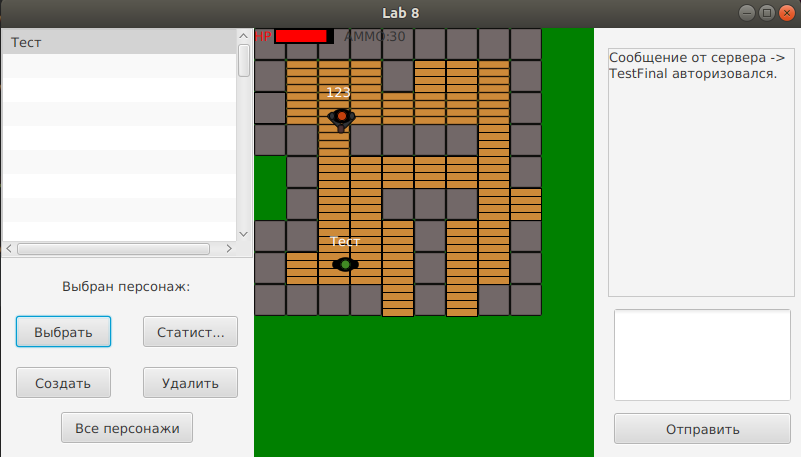 Lab 8
Тест
HP
AMMO:30
123
Тест
Выбран персонаж:
Выбрать
Статист...
Создать
Удалить
Все персонажи
Сообщение от сервера ->
TestFinal авторизовался.
Отправить